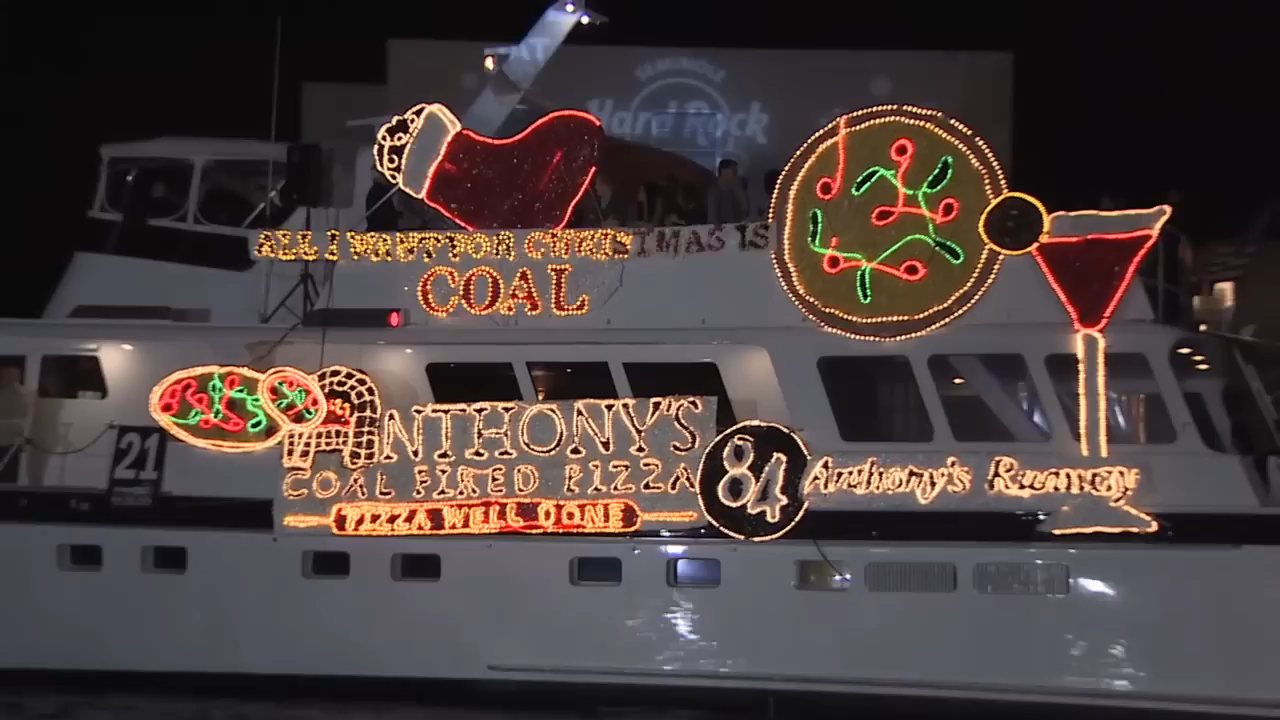 SEMINOLE
Hard Rock
ALL I WANT FOR CHRISTMAS IS
COAL
ANTHONY'S
COAL FIRED PIZZA
PIZZA WELL DONE
84
Anthony's Runway
21